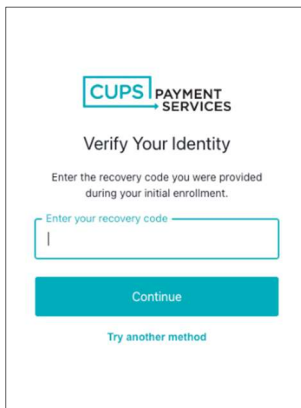 CUPS PAYMENT
SERVICES
Verify Your Identity
Enter the recovery code you were provided
during your initial enrollment.
Enter your recovery code
Continue
Try another method